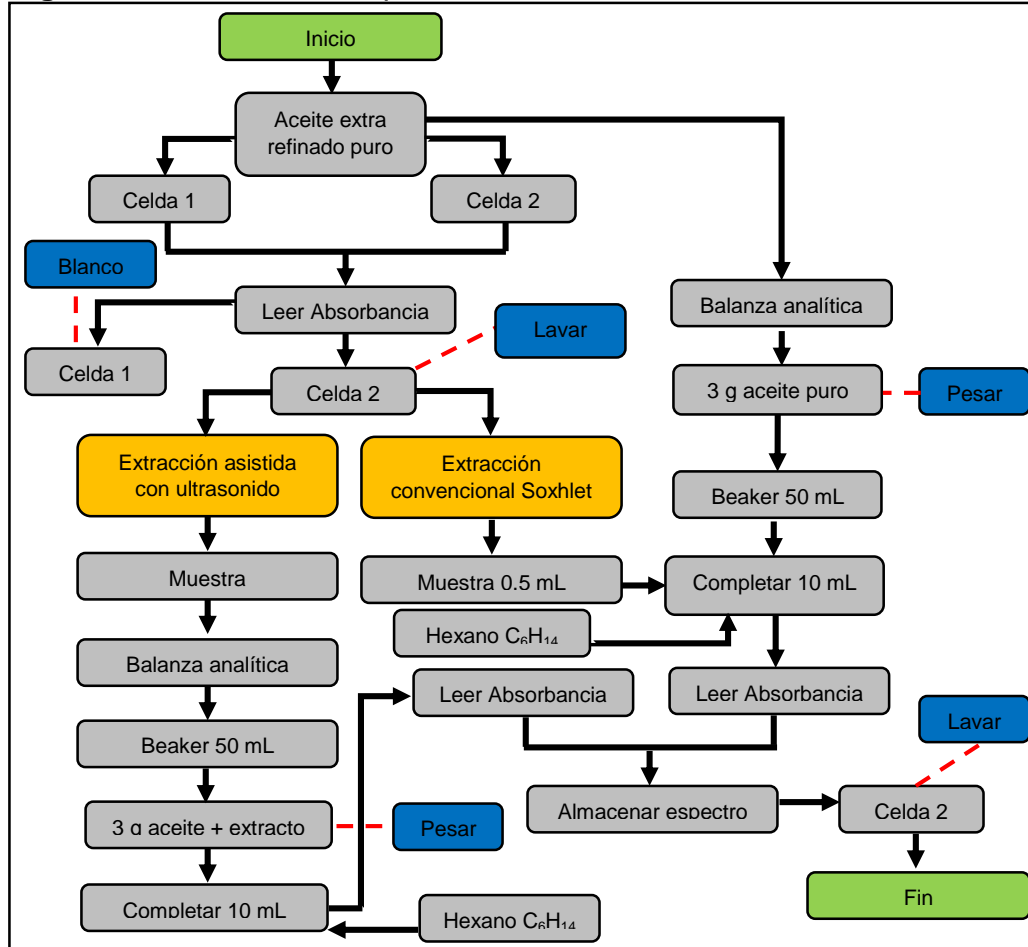 Inicio
Aceite extra
refinado puro
Celda 1
Celda 2
Blanco
Leer Absorbancia
Lavar
Balanza analítica
Celda 1
Celda 2
3 g aceite puro
Pesar
Extracción asistida
con ultrasonido
Extracción
convencional Soxhlet
Beaker 50 mL
Muestra
Muestra 0.5 mL
Completar 10 mL
Hexano C₆H₁₄
Balanza analítica
Leer Absorbancia
Leer Absorbancia
Lavar
Beaker 50 mL
Almacenar espectro
Celda 2
3 g aceite + extracto
Pesar
Completar 10 mL
Hexano C₆H₁₄
Fin